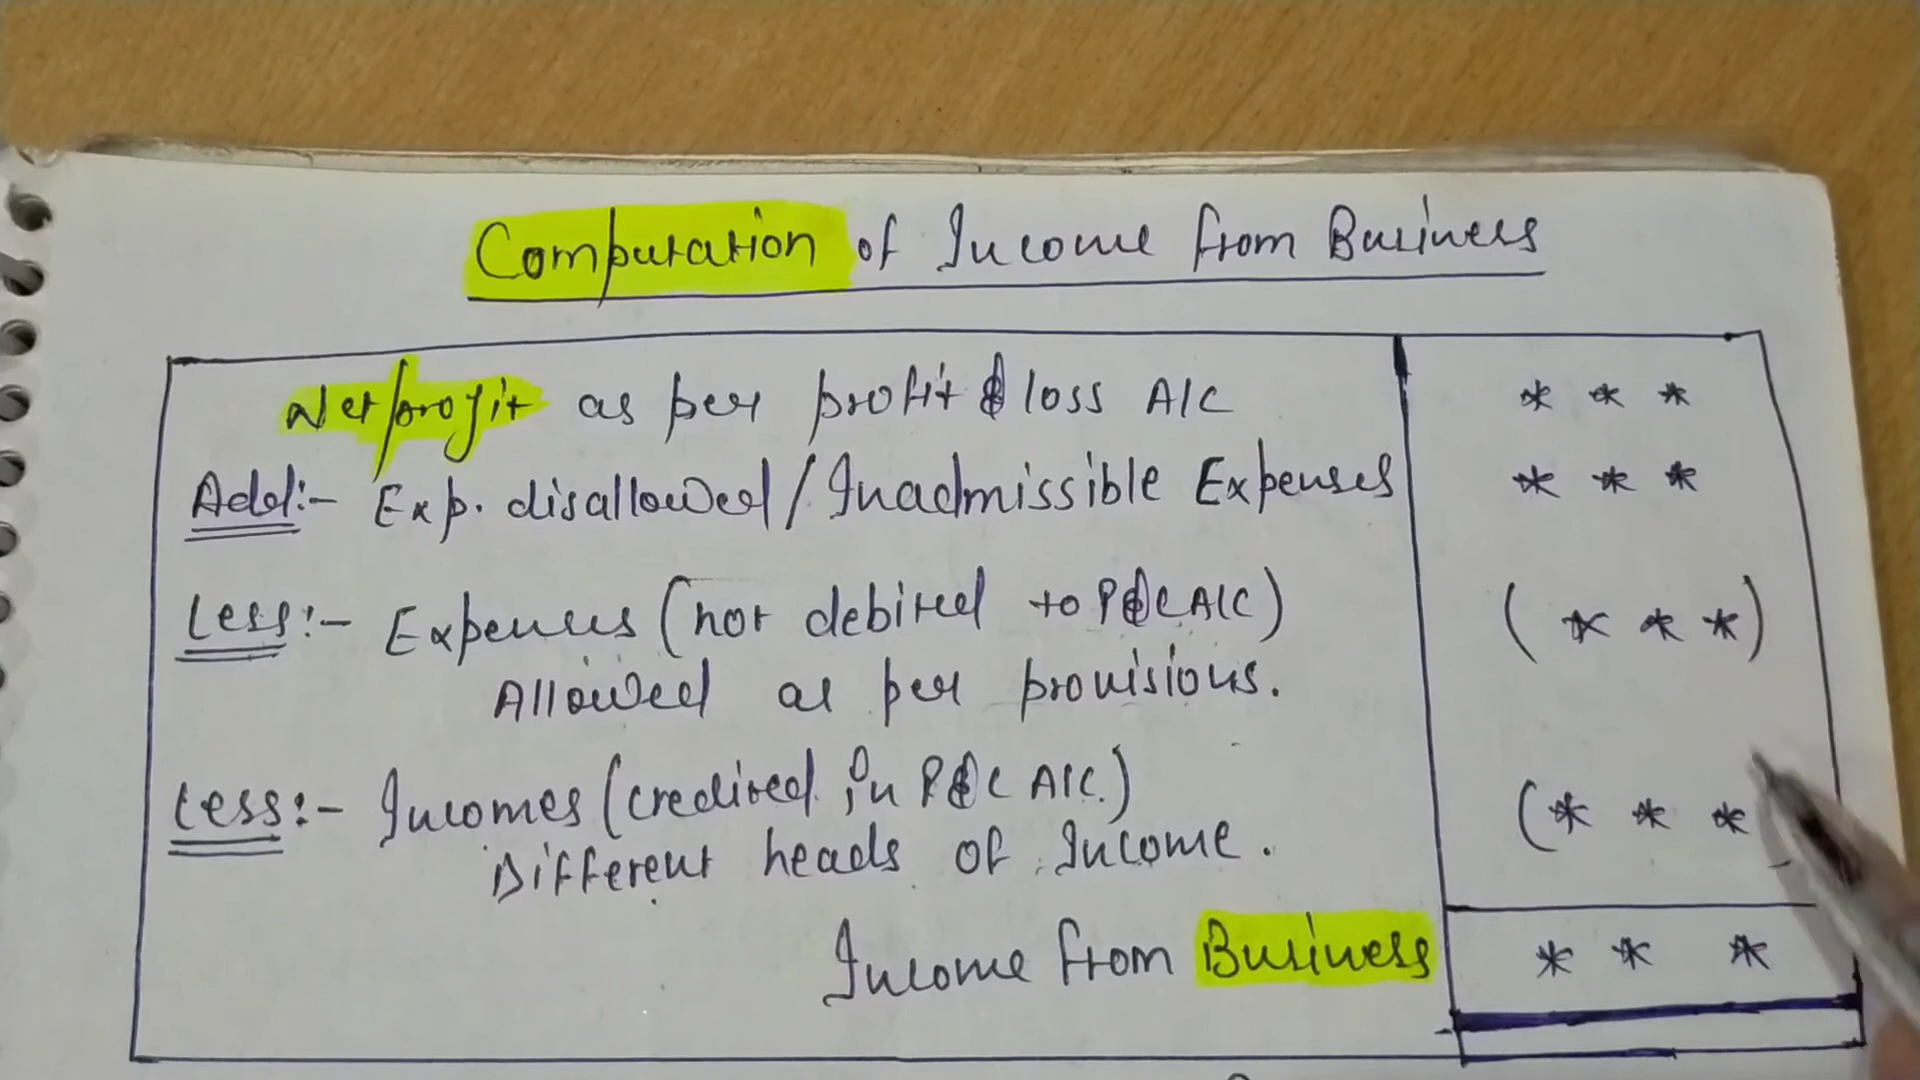 Computation of Income from Business
Net profit as per profit & loss A/C * * *
Add:- Exp. disallowed/Inadmissible Expenses * * *
Less:- Expenses (not debited to P&L A/C) (* * *)
Allowed as per provisions.
Less:- Incomes (credited in P&L A/C.) (* * *
Different heads of Income.
Income from Business * * *